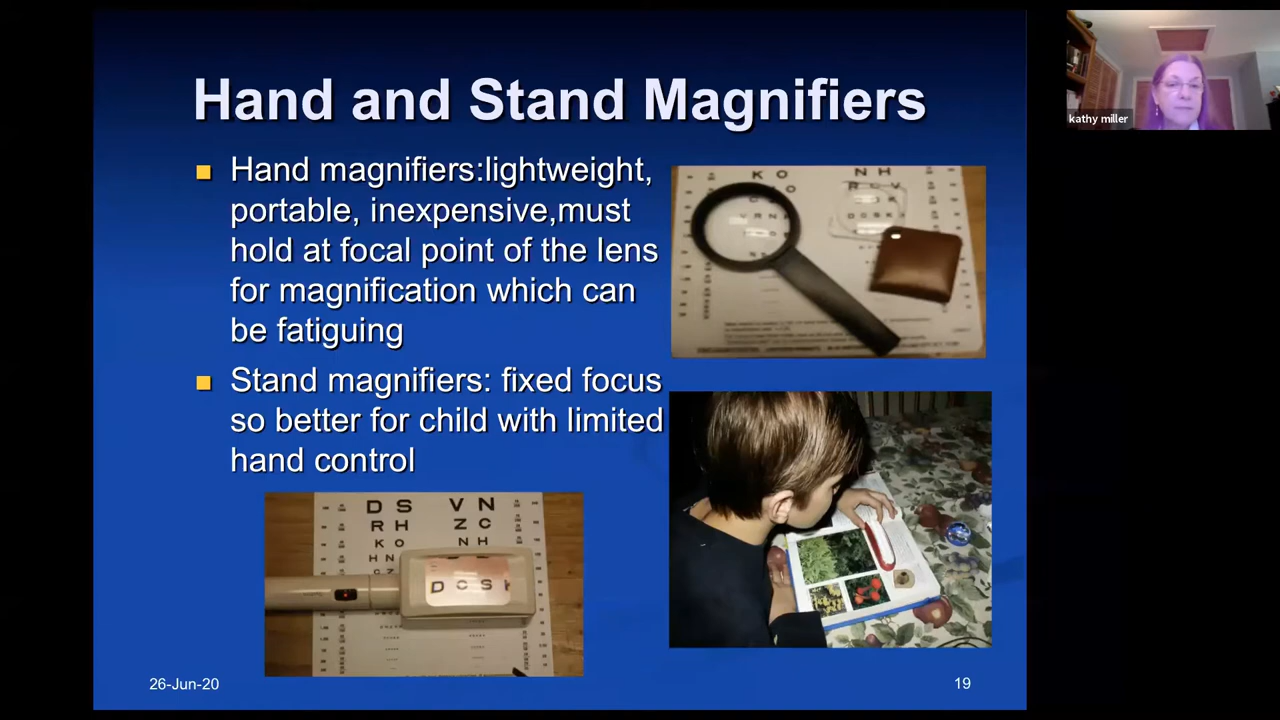 Hand and Stand Magnifiers
Hand magnifiers:lightweight,
portable, inexpensive,must
hold at focal point of the lens
for magnification which can
be fatiguing
Stand magnifiers: fixed focus
so better for child with limited
hand control
K O N H
D S V N
R H Z C
K O N H
H N
C Z
D C S K
26-Jun-20
19
kathy miller